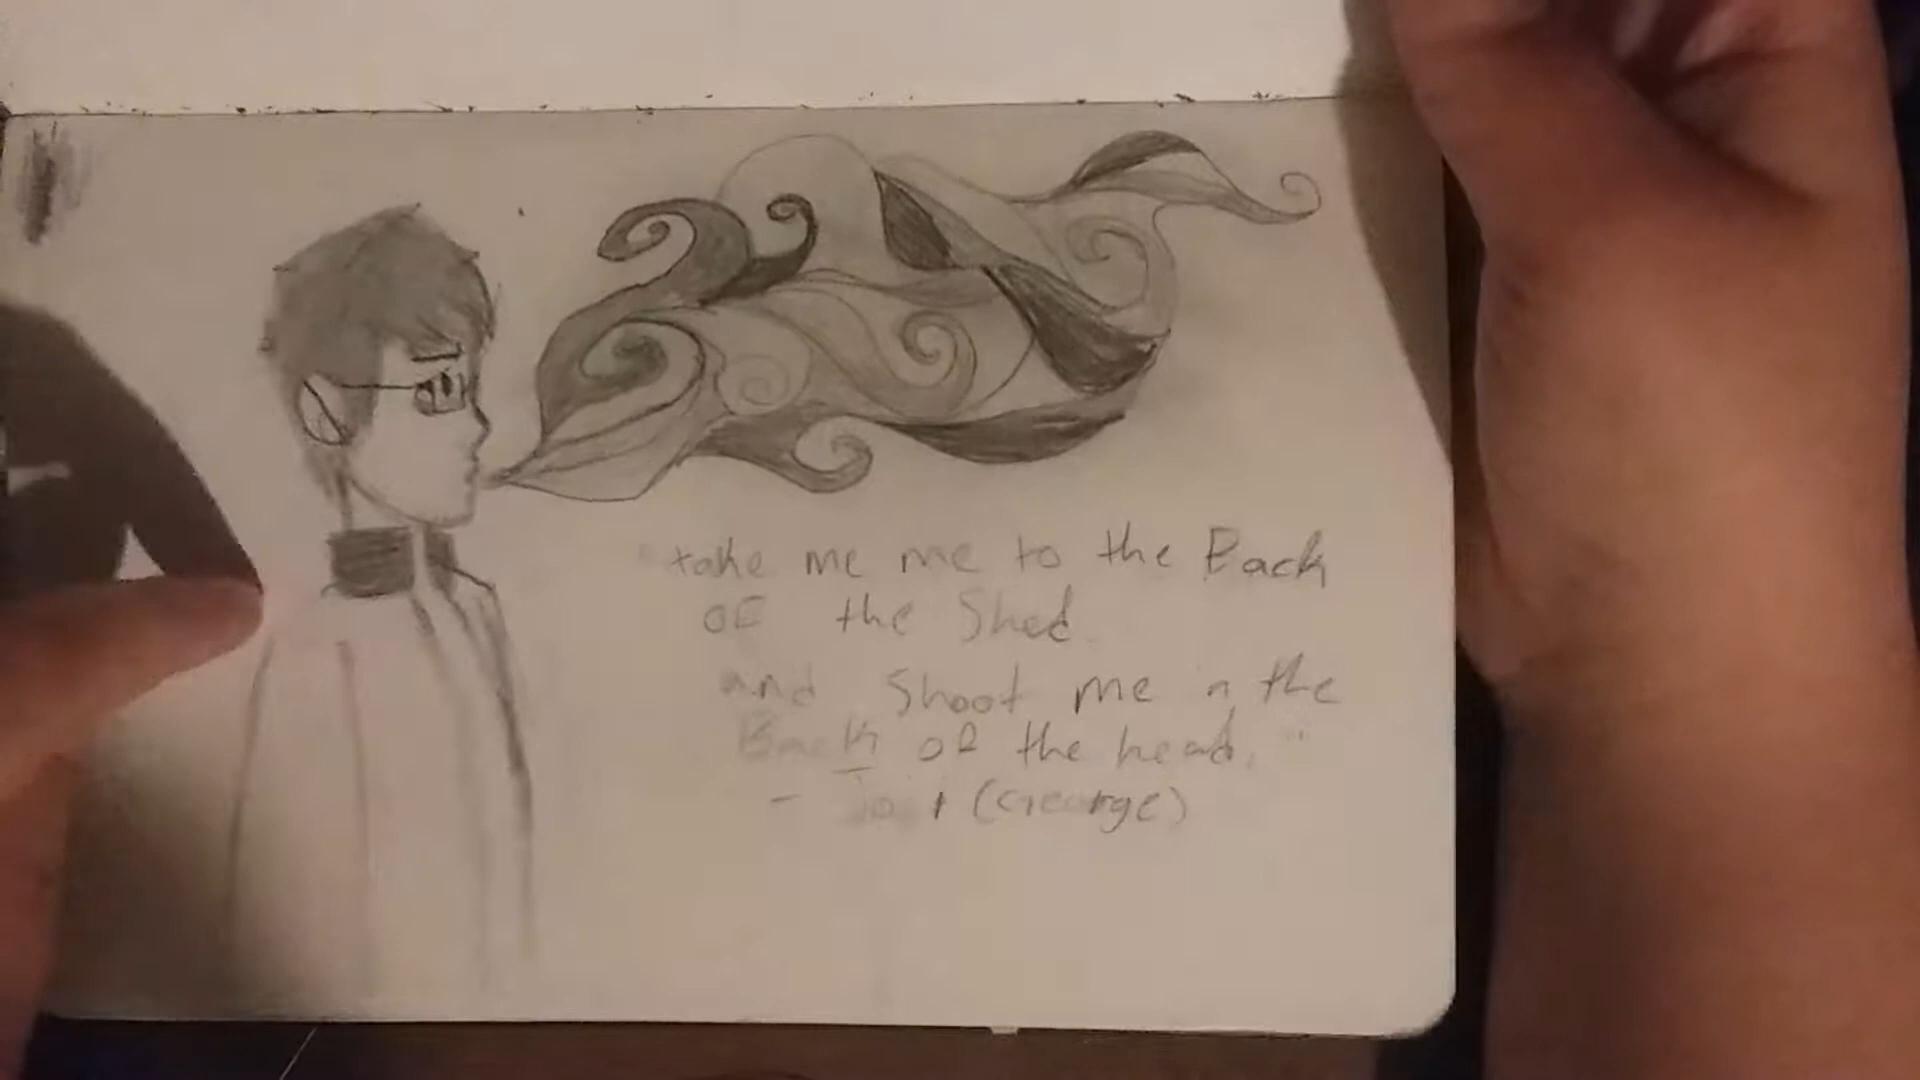 "take me me to the Back
of the Shed
and Shoot me in the
Back of the head."
- Joji (George)